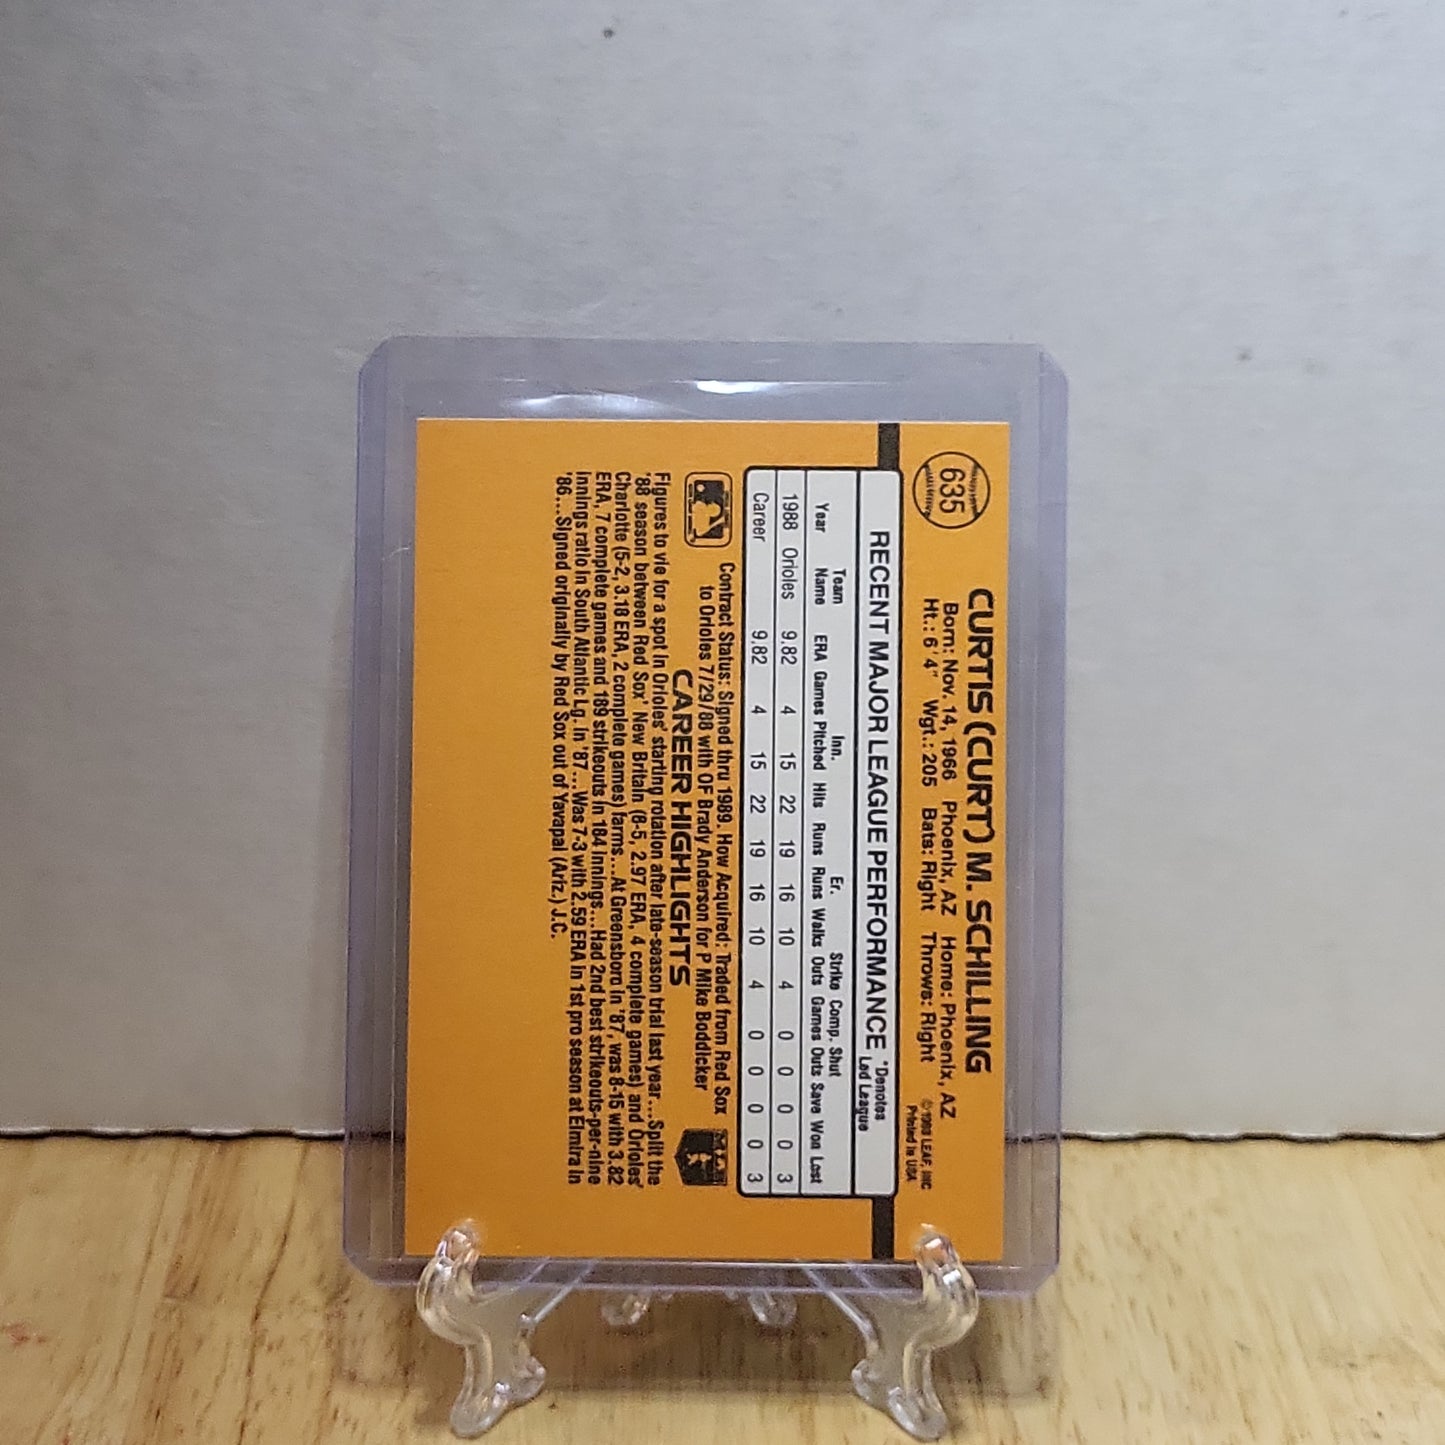 635
CURTIS (CURT) M. SCHILLING
Born: Nov. 14, 1966 Phoenix, AZ Home: Phoenix, AZ
Ht.: 6' 4" Wgt.: 205 Bats: Right Throws: Right
© 1989 LEAF, INC
Printed in USA
RECENT MAJOR LEAGUE PERFORMANCE *Denotes
Led League
Team Inn. Er. Strike Comp. Shut
Year Name ERA Games Pitched Hits Runs Runs Walks Outs Games Outs Save Won Lost
1988 Orioles 9.82 4 15 22 19 16 10 4 0 0 0 0 3
Career 9.82 4 15 22 19 16 10 4 0 0 0 0 3
Contract Status: Signed thru 1989. How Acquired: Traded from Red Sox
to Orioles 7/29/88 with OF Brady Anderson for P Mike Boddicker
CAREER HIGHLIGHTS
Figures to vie for a spot in Orioles' starting rotation after late-season trial last year...Split the
'88 season between Red Sox' New Britain (8-5, 2.97 ERA, 4 complete games) and Orioles'
Charlotte (5-2, 3.18 ERA, 2 complete games) farms...At Greensboro in '87, was 8-15 with 3.82
ERA, 7 complete games and 189 strikeouts in 184 innings...Had 2nd best strikeouts-per-nine
innings ratio in South Atlantic Lg. in '87...Was 7-3 with 2.59 ERA in 1st pro season at Elmira in
'86...Signed originally by Red Sox out of Yavapai (Ariz.) J.C.